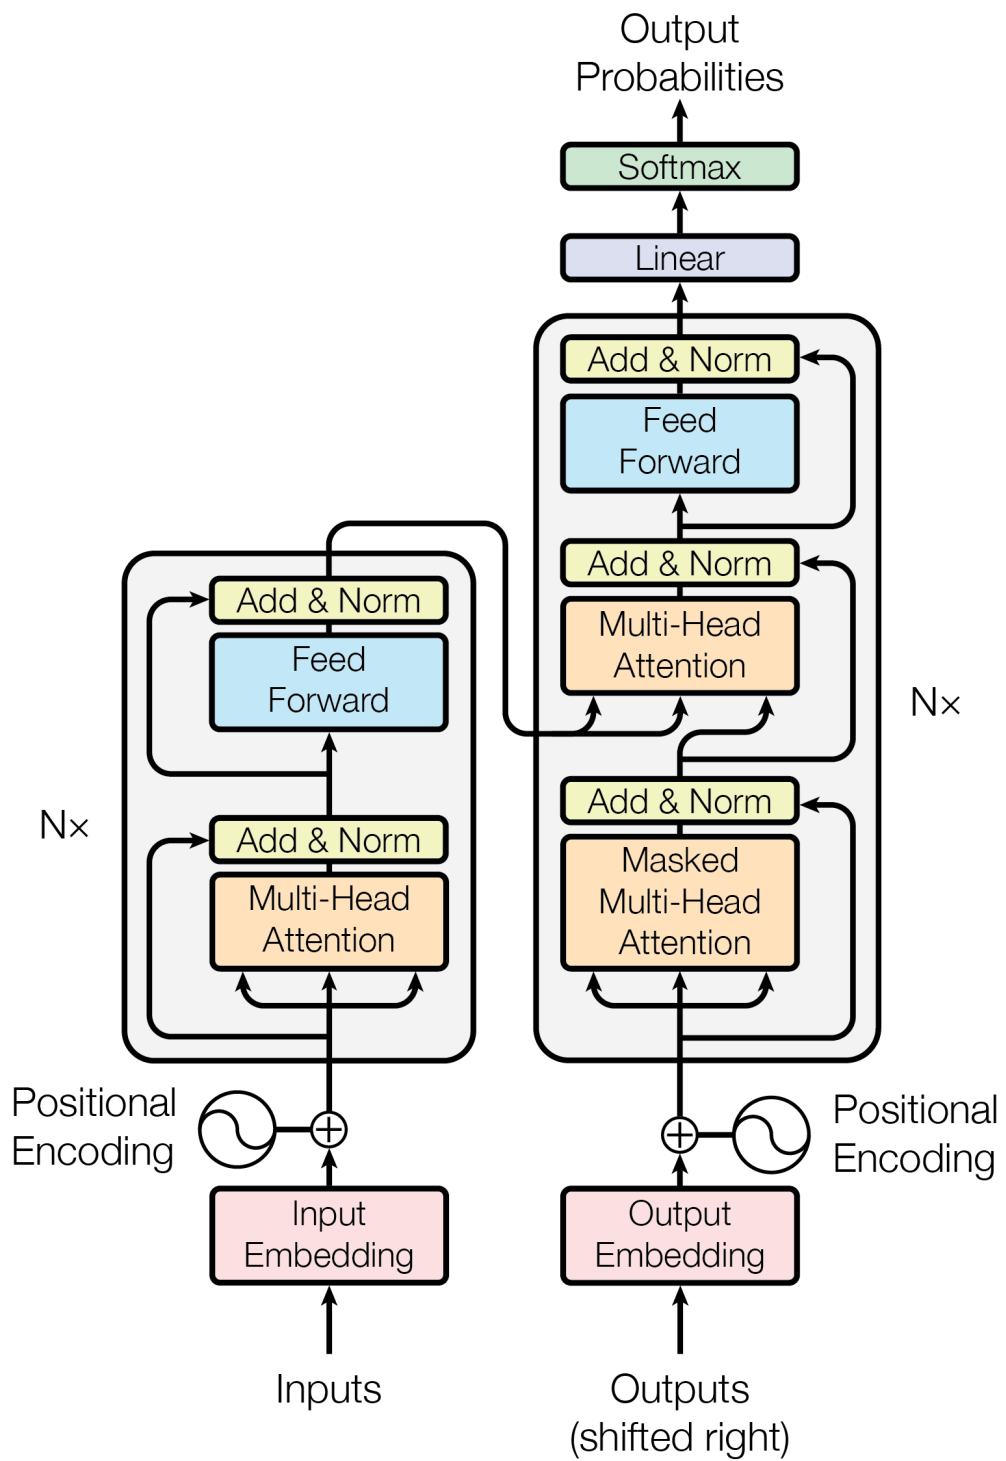 Output
Probabilities
Softmax
Linear
Add & Norm
Feed
Forward
Add & Norm
Multi-Head
Attention
Add & Norm
Masked
Multi-Head
Attention
N×
Positional
Encoding
Output
Embedding
Outputs
(shifted right)
Add & Norm
Feed
Forward
Add & Norm
Multi-Head
Attention
N×
Positional
Encoding
Input
Embedding
Inputs